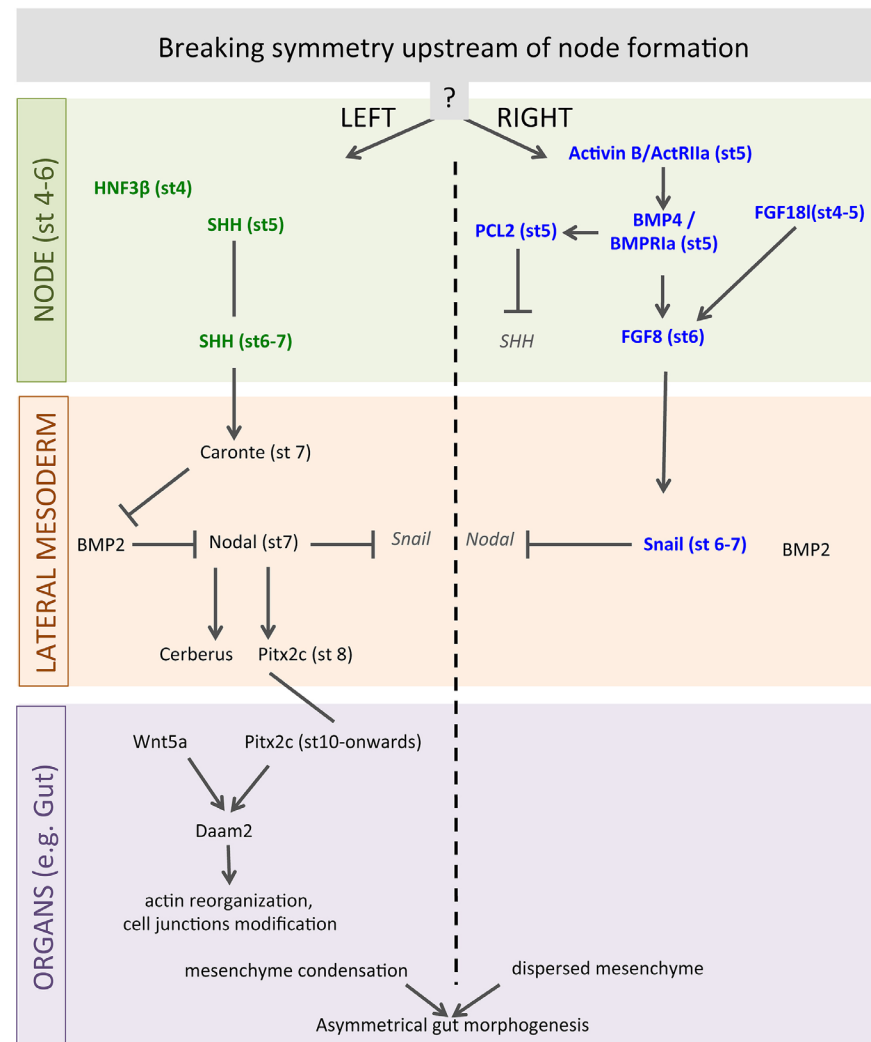 Breaking symmetry upstream of node formation
?
LEFT
RIGHT
NODE (st 4-6)
HNF3β (st4)
SHH (st5)
SHH (st6-7)
Activin B/ActRIIa (st5)
PCL2 (st5)
BMP4 /
BMPRIa (st5)
FGF18l(st4-5)
SHH
FGF8 (st6)
LATERAL MESODERM
Caronte (st 7)
BMP2
Nodal (st7)
Snail
Nodal
Snail (st 6-7)
BMP2
Cerberus
Pitx2c (st 8)
ORGANS (e.g. Gut)
Wnt5a
Pitx2c (st10-onwards)
Daam2
actin reorganization,
cell junctions modification
mesenchyme condensation
dispersed mesenchyme
Asymmetrical gut morphogenesis